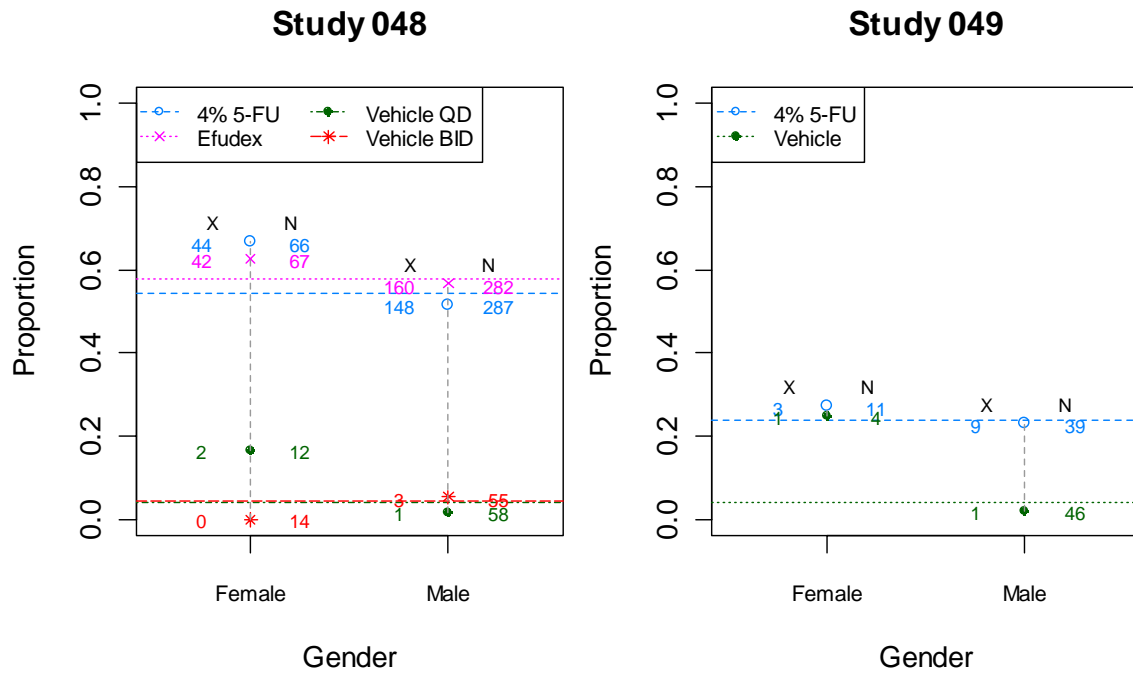 Study 048
Proportion
1.0
0.8
0.6
0.4
0.2
0.0
4% 5-FU Vehicle QD
Efudex Vehicle BID
X N
44 66
42 67
2 12
0 14
X N
160 282
148 287
3 55
1 58
Female Male
Gender
Study 049
Proportion
1.0
0.8
0.6
0.4
0.2
0.0
4% 5-FU
Vehicle
X N
3 11
1 4
X N
9 39
1 46
Female Male
Gender